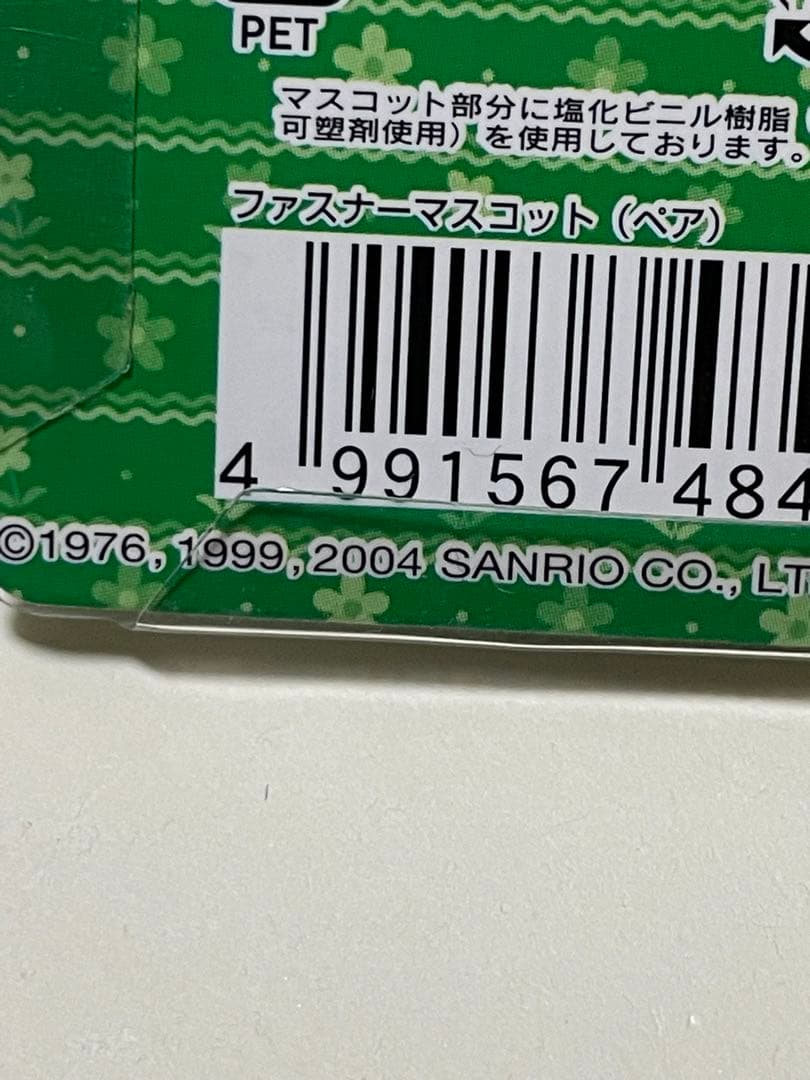 PET
マスコット部分に塩化ビニル樹脂（
可塑剤使用）を使用しております。
ファスナーマスコット（ペア）
4 991567 484
©1976, 1999, 2004 SANRIO CO., LT